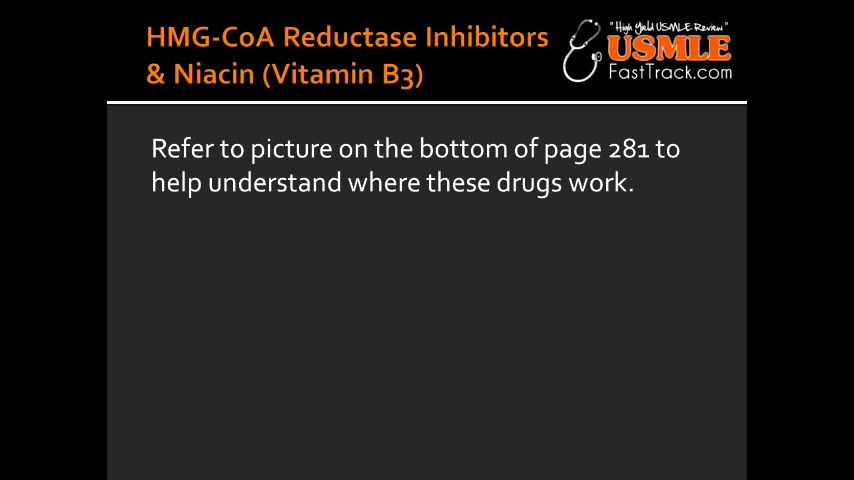 HMG-CoA Reductase Inhibitors
& Niacin (Vitamin B3)
"High Yield USMLE Review"
USMLE
FastTrack.com
Refer to picture on the bottom of page 281 to
help understand where these drugs work.